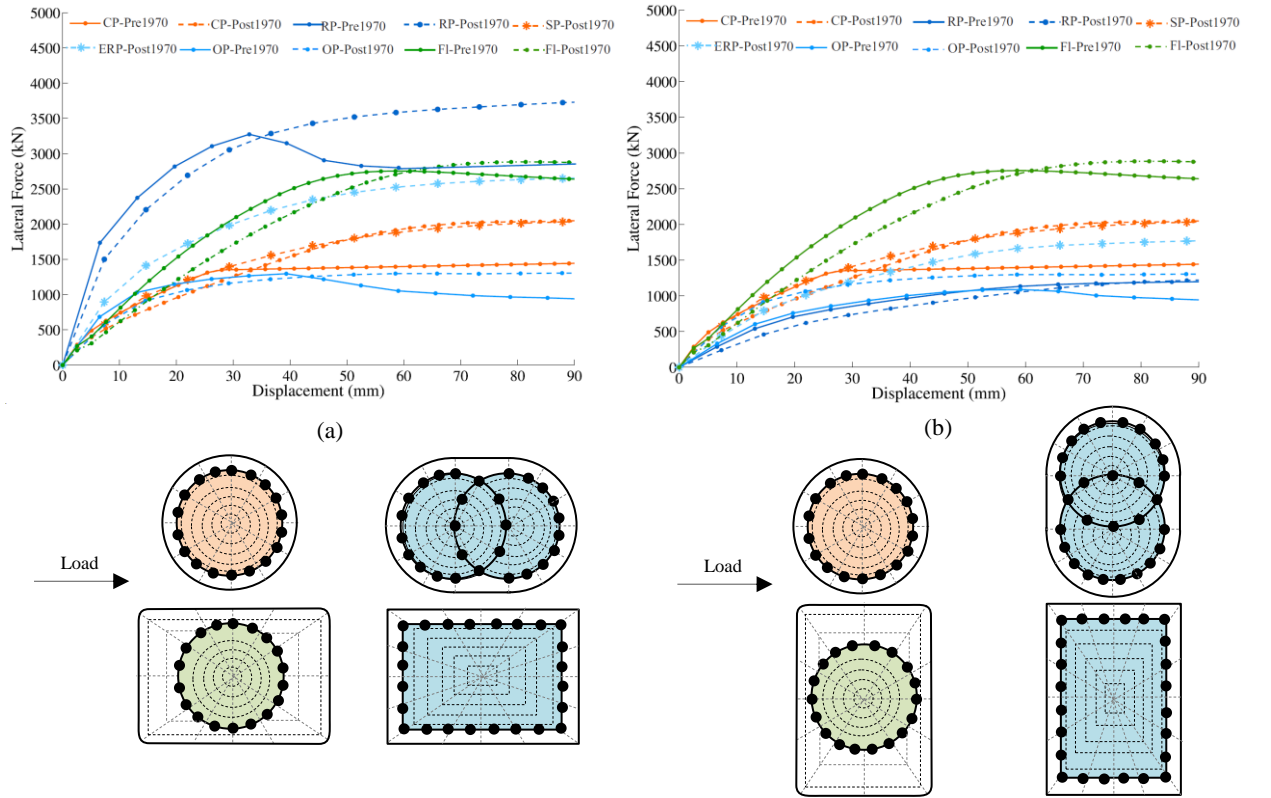 CP-Pre1970 CP-Post1970 RP-Pre1970 RP-Post1970 SP-Post1970
ERP-Post1970 OP-Pre1970 OP-Post1970 Fl-Pre1970 Fl-Post1970
5000
4500
4000
3500
3000
2500
2000
1500
1000
500
0
Lateral Force (kN)
0 10 20 30 40 50 60 70 80 90
Displacement (mm)
(a)
CP-Pre1970 CP-Post1970 RP-Pre1970 RP-Post1970 SP-Post1970
ERP-Post1970 OP-Pre1970 OP-Post1970 Fl-Pre1970 Fl-Post1970
5000
4500
4000
3500
3000
2500
2000
1500
1000
500
0
Lateral Force (kN)
0 10 20 30 40 50 60 70 80 90
Displacement (mm)
(b)
Load
Load